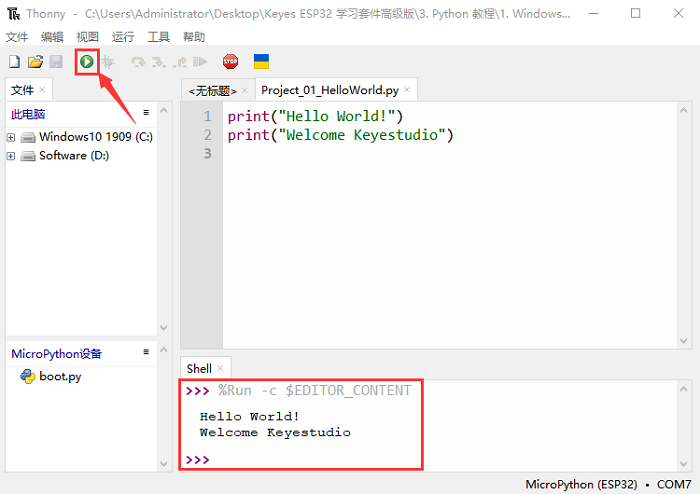 Thonny - C:\Users\Administrator\Desktop\Keyes ESP32 学习套件高级版\3. Python 教程\1. Windows...
文件 编辑 视图 运行 工具 帮助
STOP
文件
此电脑
Windows10 1909 (C:)
Software (D:)
MicroPython设备
boot.py
<无标题> Project_01_HelloWorld.py
1 print("Hello World!")
2 print("Welcome Keyestudio")
3
Shell
>>> %Run -c $EDITOR_CONTENT
Hello World!
Welcome Keyestudio
>>>
MicroPython (ESP32) • COM7